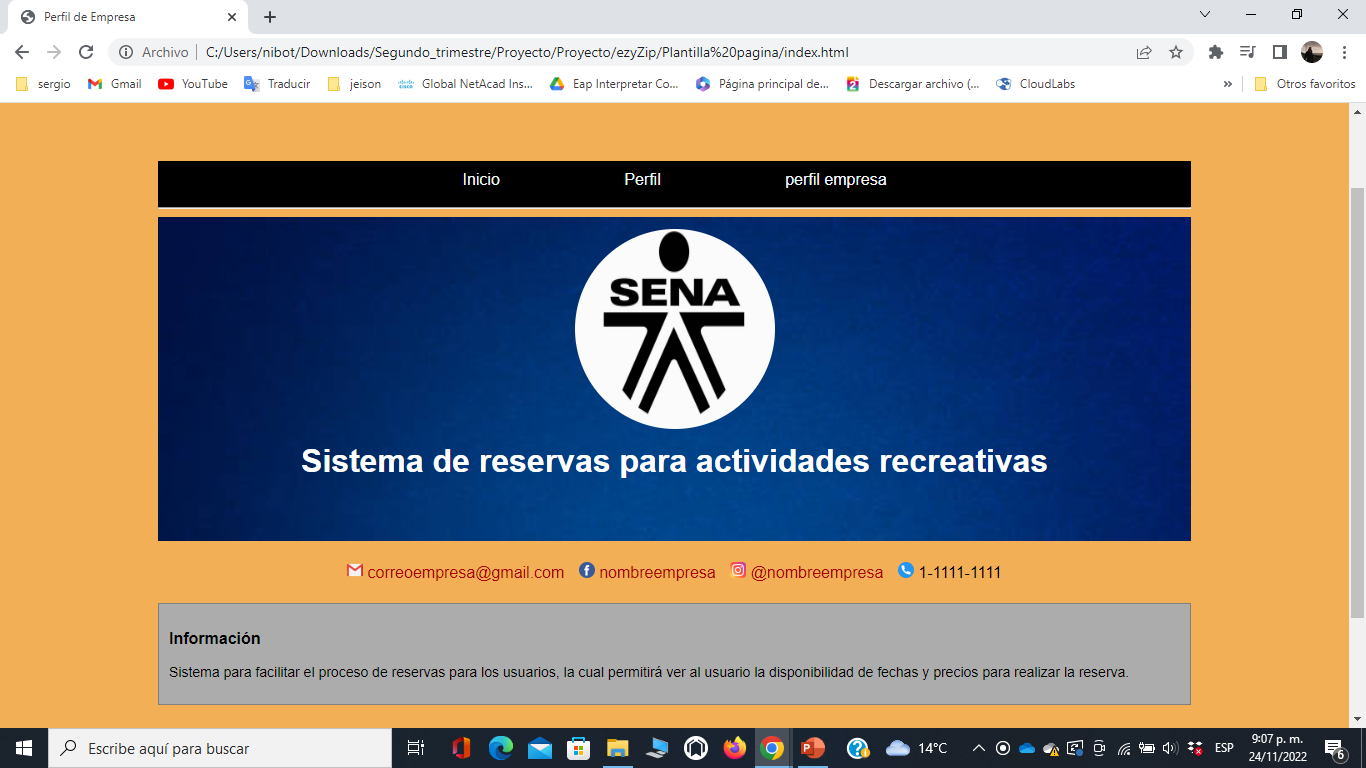 Perfil de Empresa
Archivo C:/Users/nibot/Downloads/Segundo_trimestre/Proyecto/Proyecto/ezyZip/Plantilla%20pagina/index.html
sergio Gmail YouTube Traducir jeison Global NetAcad Ins... Eap Interpretar Co... Página principal de... Descargar archivo (... CloudLabs » Otros favoritos
Inicio Perfil perfil empresa
SENA
Sistema de reservas para actividades recreativas
correoempresa@gmail.com nombreempresa @nombreempresa 1-1111-1111
Información
Sistema para facilitar el proceso de reservas para los usuarios, la cual permitirá ver al usuario la disponibilidad de fechas y precios para realizar la reserva.
Escribe aquí para buscar 14°C ESP 9:07 p. m.
24/11/2022 6